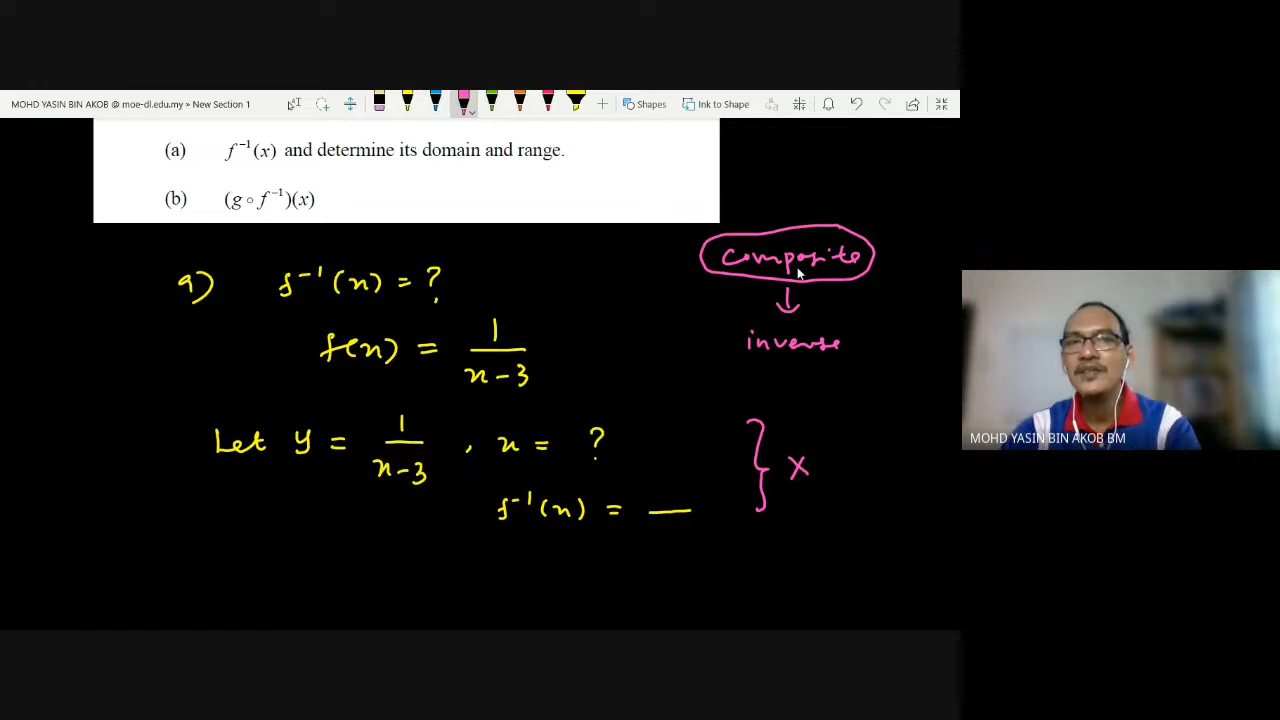 MOHD YASIN BIN AKOB @ moe-dl.edu.my » New Section 1
Shapes
Ink to Shape
(a) f⁻¹(x) and determine its domain and range.
(b) (g ∘ f⁻¹)(x)
composite
↓
inverse
a) f⁻¹(x) = ?
f(x) = 1/(x-3)
Let y = 1/(x-3) , x = ?
f⁻¹(x) = __
} X
MOHD YASIN BIN AKOB BM